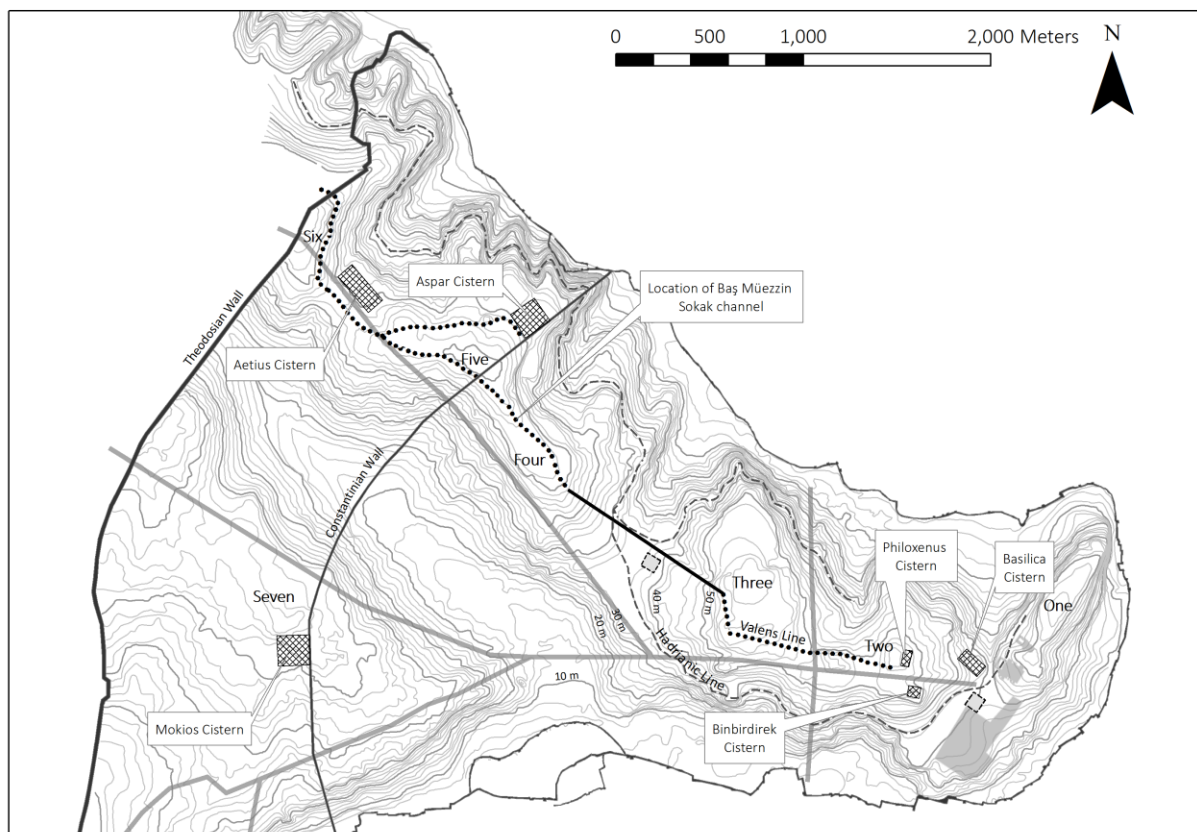 0 500 1,000 2,000 Meters
N
Six
Aspar Cistern
Location of Baş Müezzin
Sokak channel
Theodosian Wall
Aetius Cistern
Five
Four
Constantinian Wall
Philoxenus
Cistern
Basilica
Cistern
Three
One
Seven
40 m
50 m
30 m
20 m
Valens Line
Two
Hadrianic Line
10 m
Mokios Cistern
Binbirdirek
Cistern